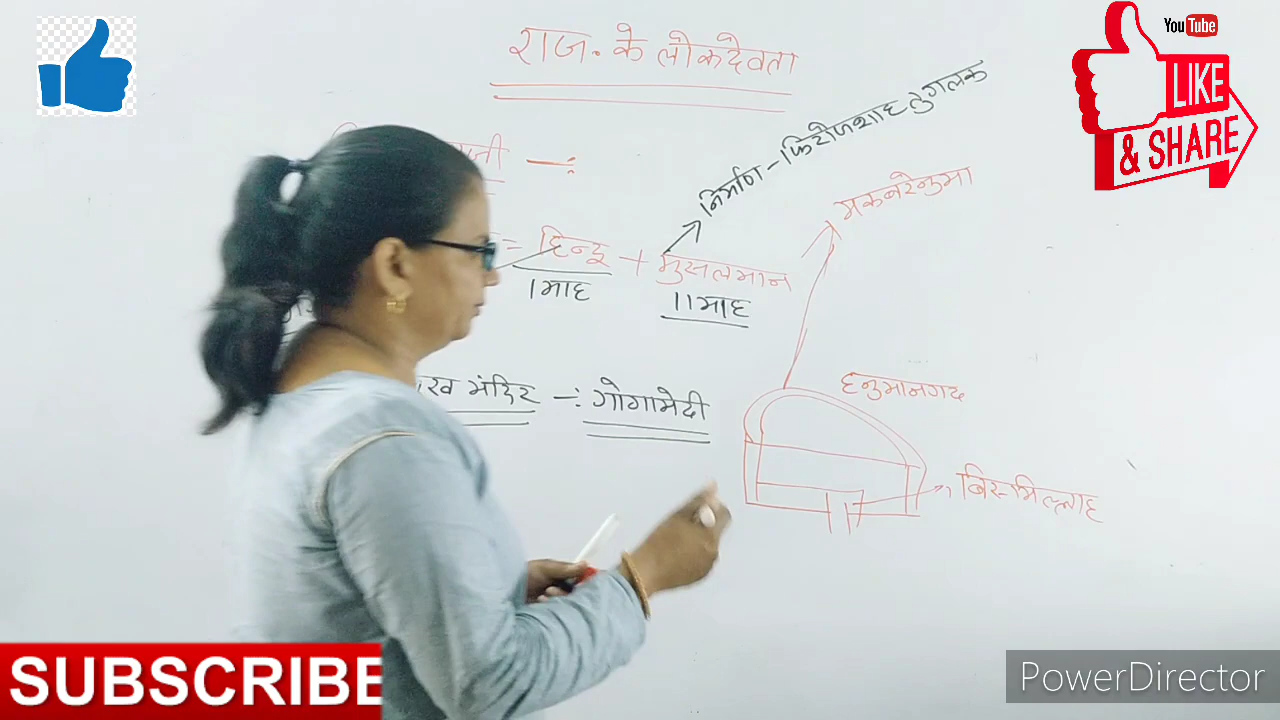 राज. के लोकदेवता
YouTube
LIKE
& SHARE
जी —:
निर्माण - फिरोजशाह तुगलक
मकबरेनुमा
= हिन्दू + मुसलमान
1माह
11माह
मंदिर -: गोगामेदी
हनुमानगढ
बिस्मिल्लाह
SUBSCRIBE
PowerDirector